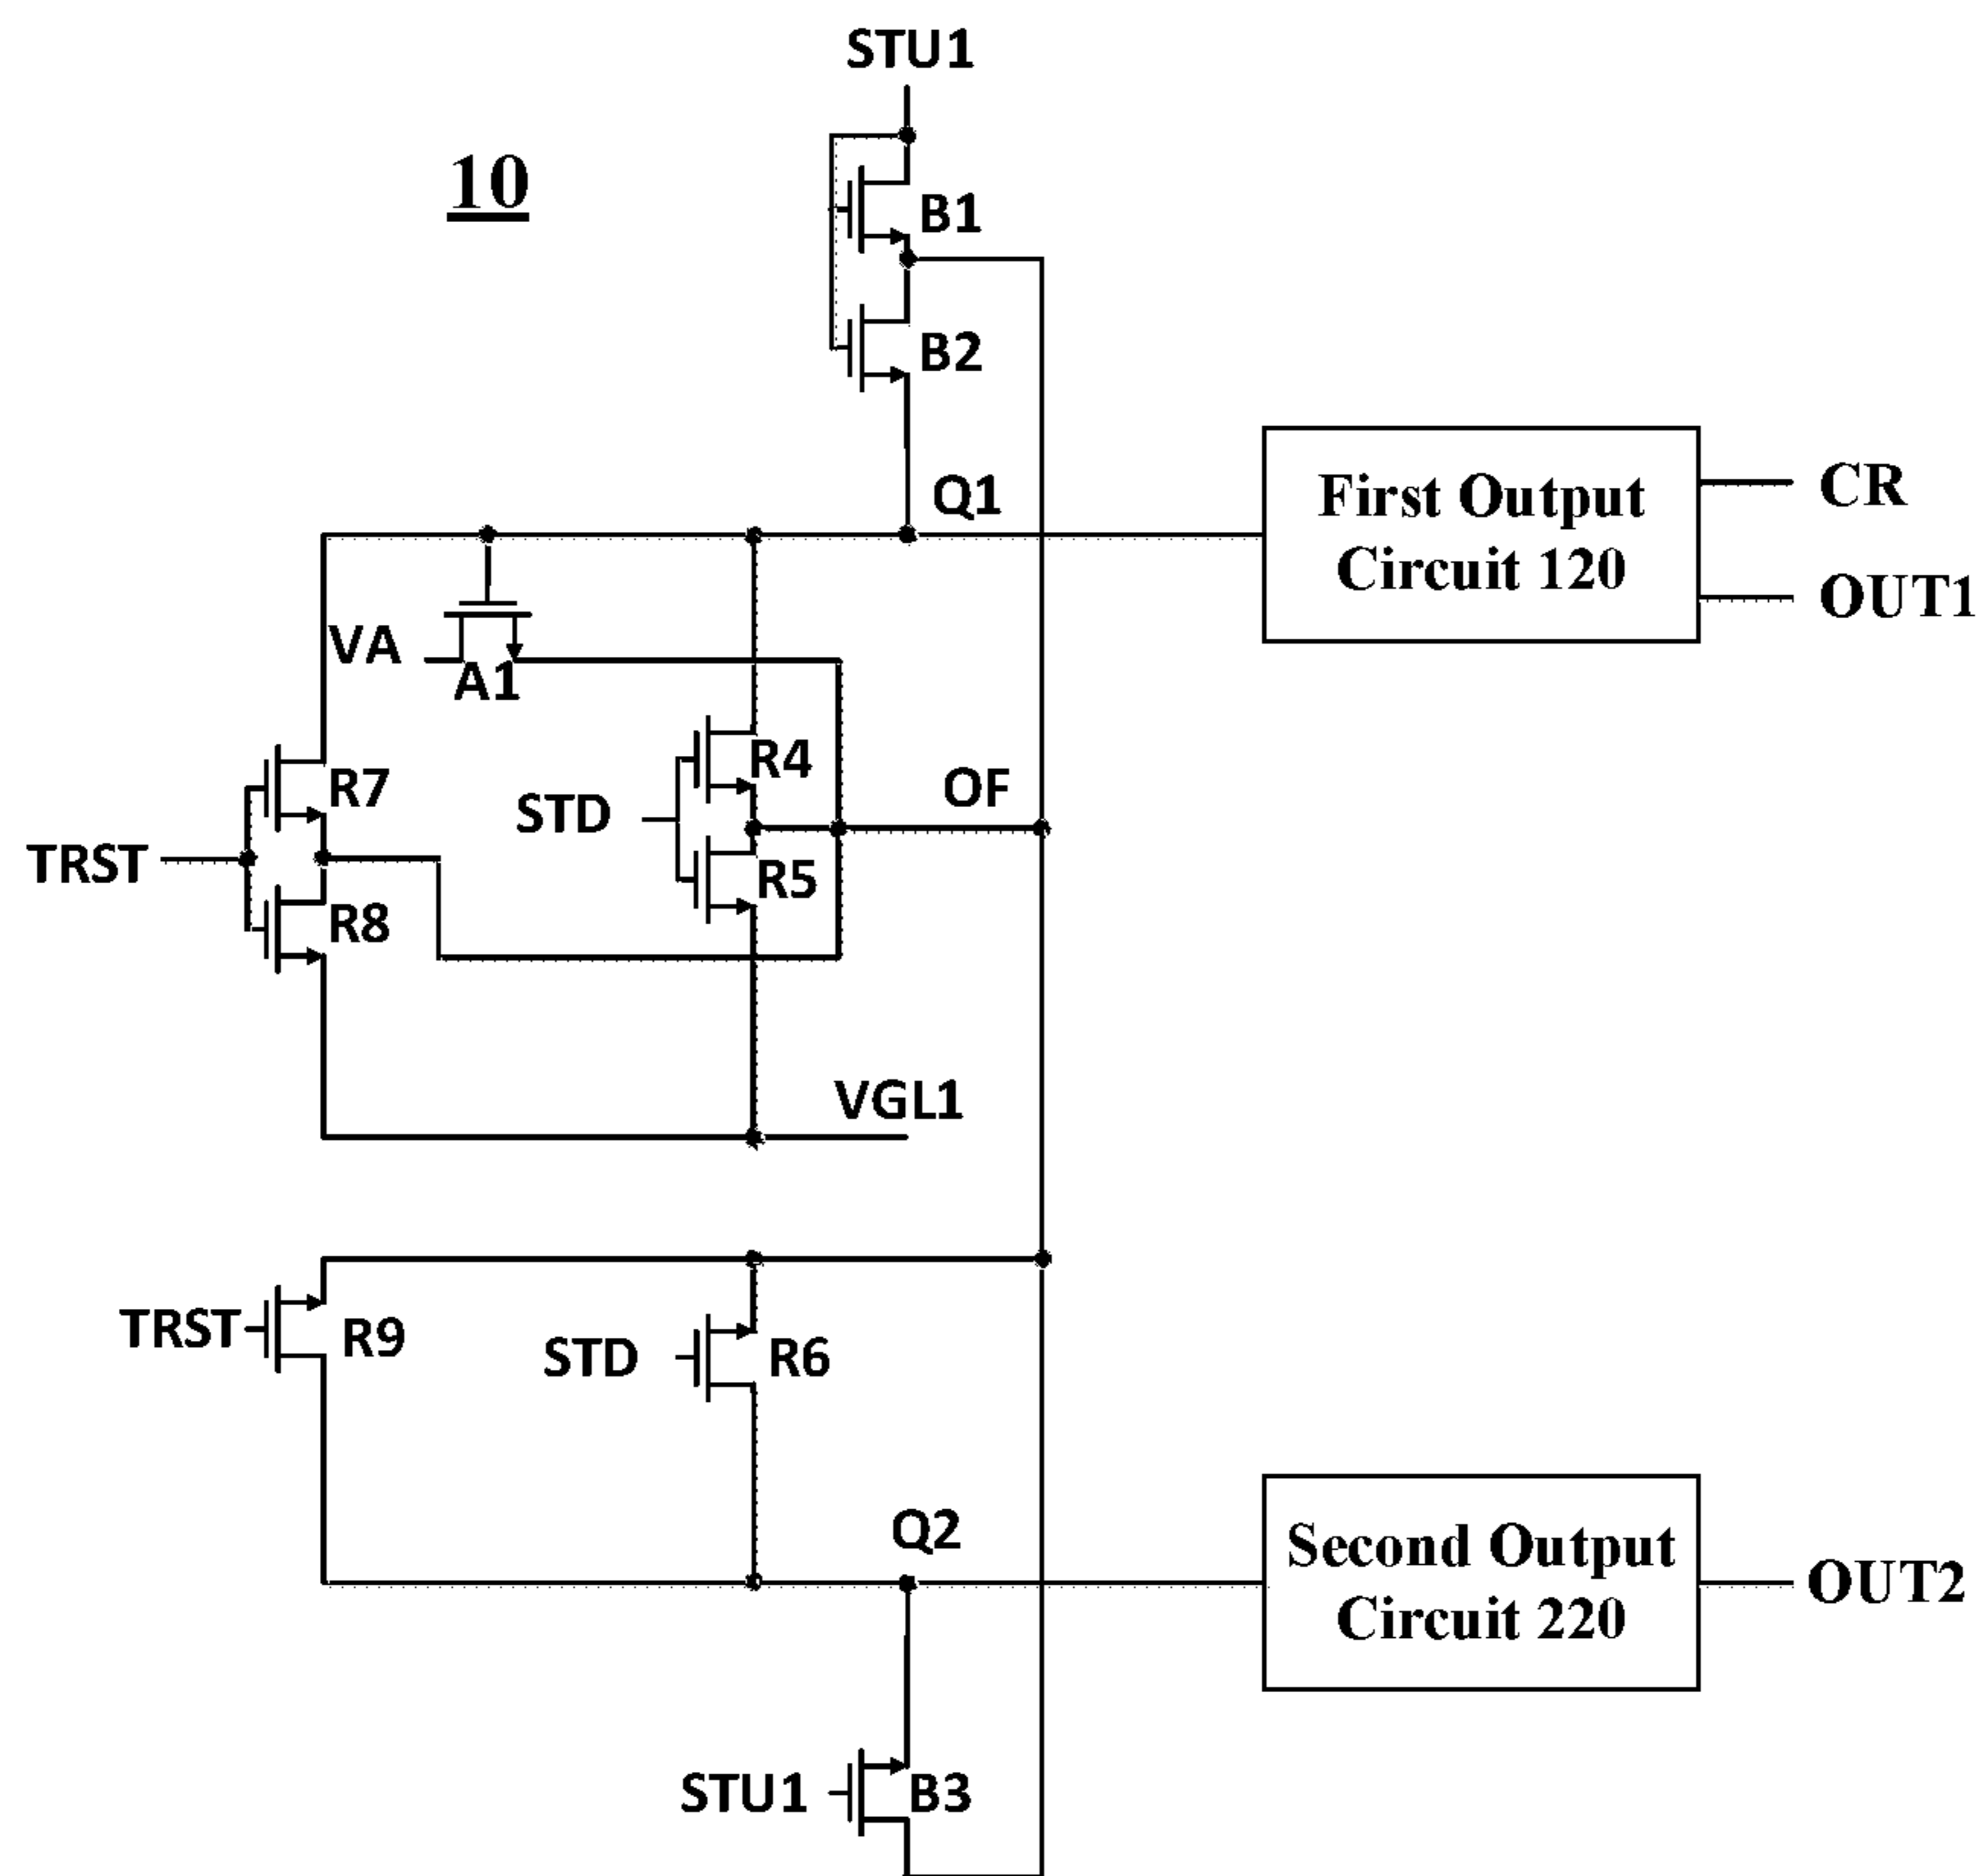 STU1
10
B1
B2
Q1
First Output
Circuit 120
CR
OUT1
VA
A1
R4
R7
STD
OF
TRST
R5
R8
VGL1
TRST
R9
STD
R6
Q2
Second Output
Circuit 220
OUT2
STU1
B3